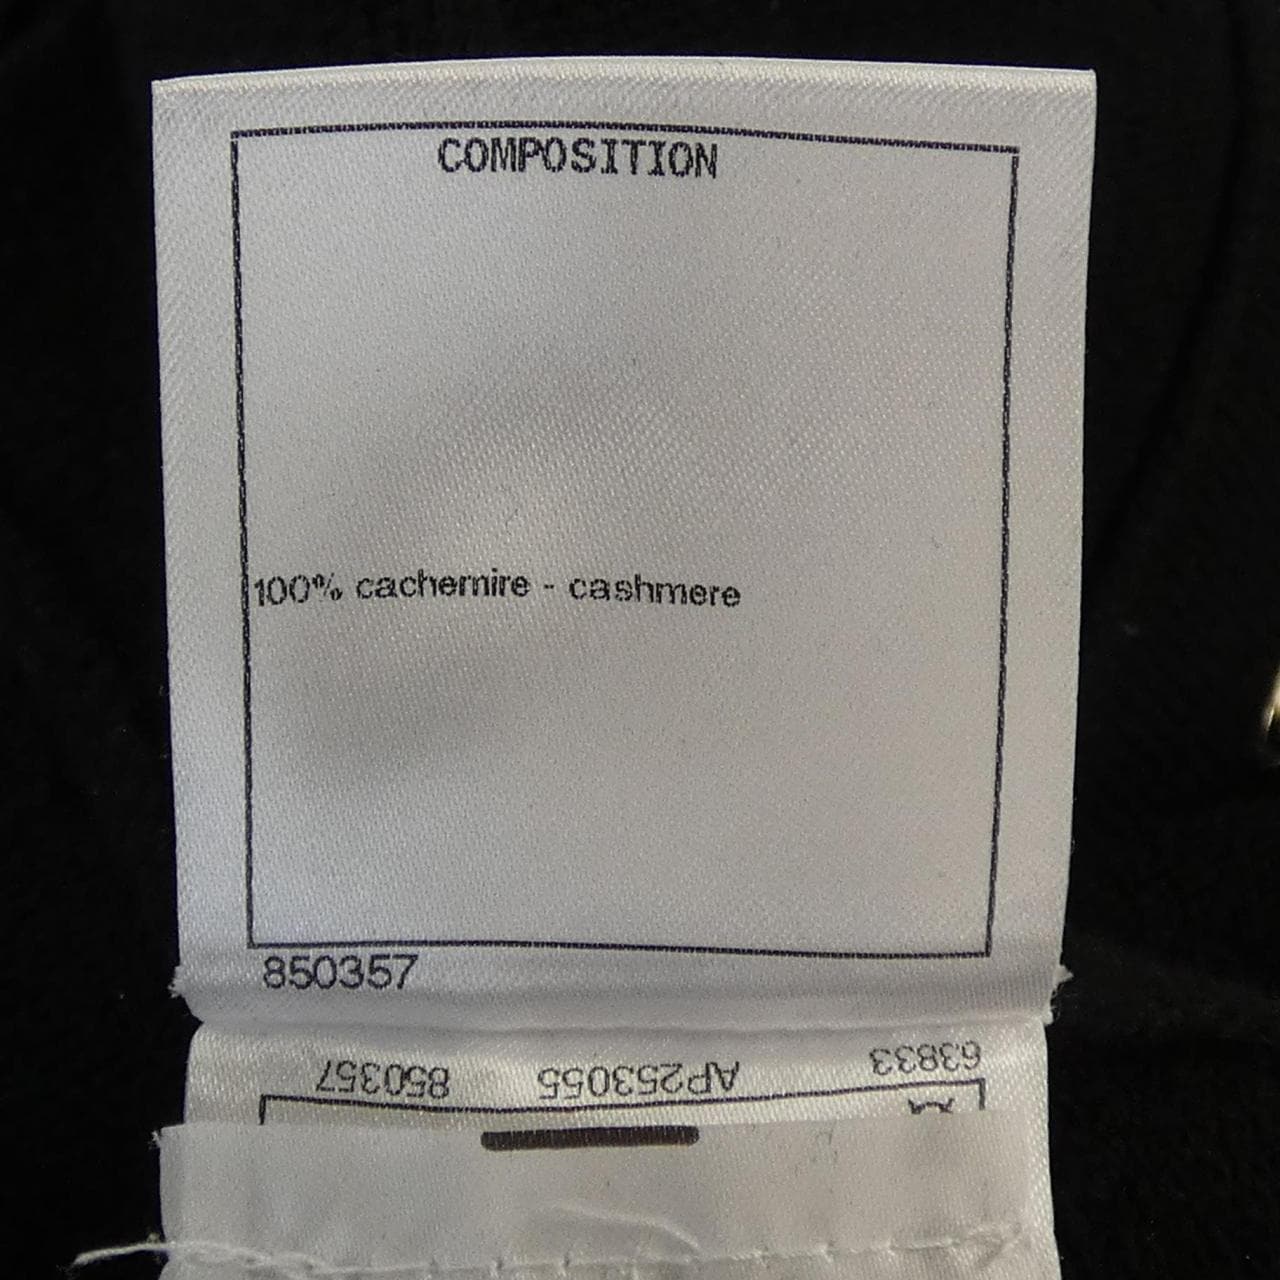 COMPOSITION
100% cachemire - cashmere
850357
63833 AP253055 850357